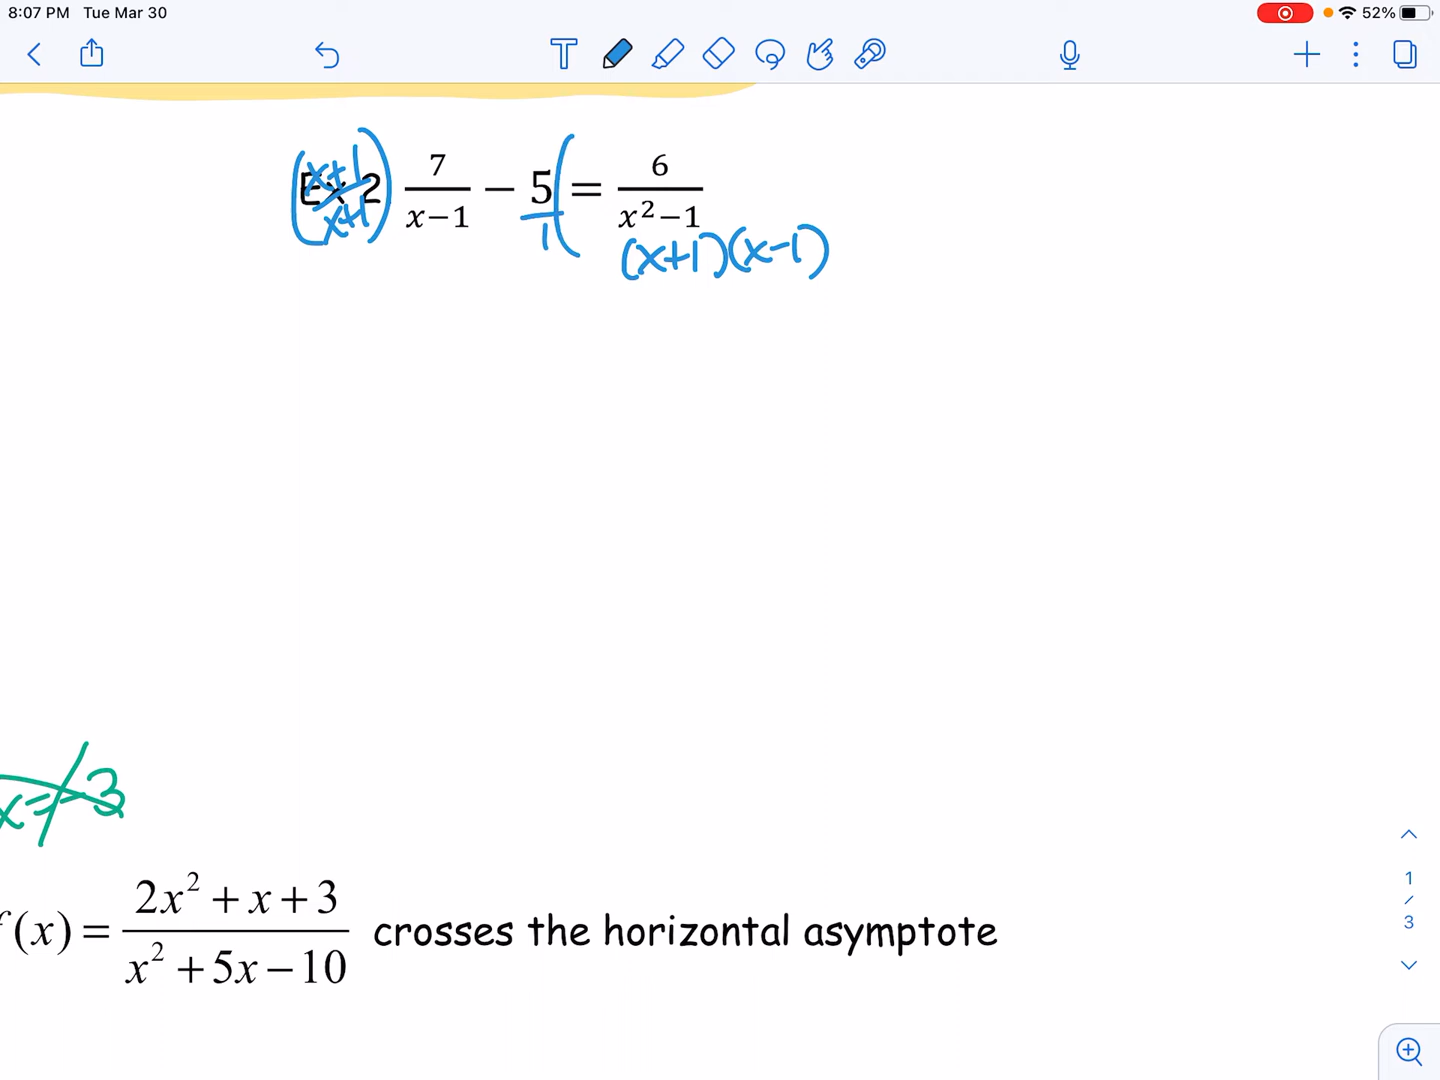 8:07 PM Tue Mar 30 52%
Ex 2 7/(x−1) − 5 = 6/(x²−1)
(x+1/x+1)
1 (
(x+1)(x-1)
x=-3
f(x) = (2x² + x + 3)/(x² + 5x − 10) crosses the horizontal asymptote
1
/
3